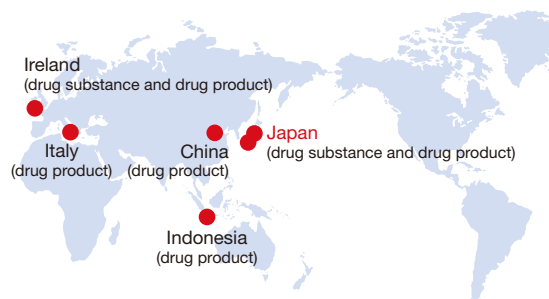 Ireland
(drug substance and drug product)
Italy
(drug product)
China
(drug product)
Japan
(drug substance and drug product)
Indonesia
(drug product)